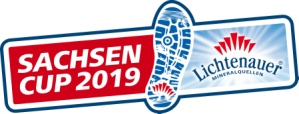 SACHSEN
CUP 2019
Lichtenauer
MINERALQUELLEN